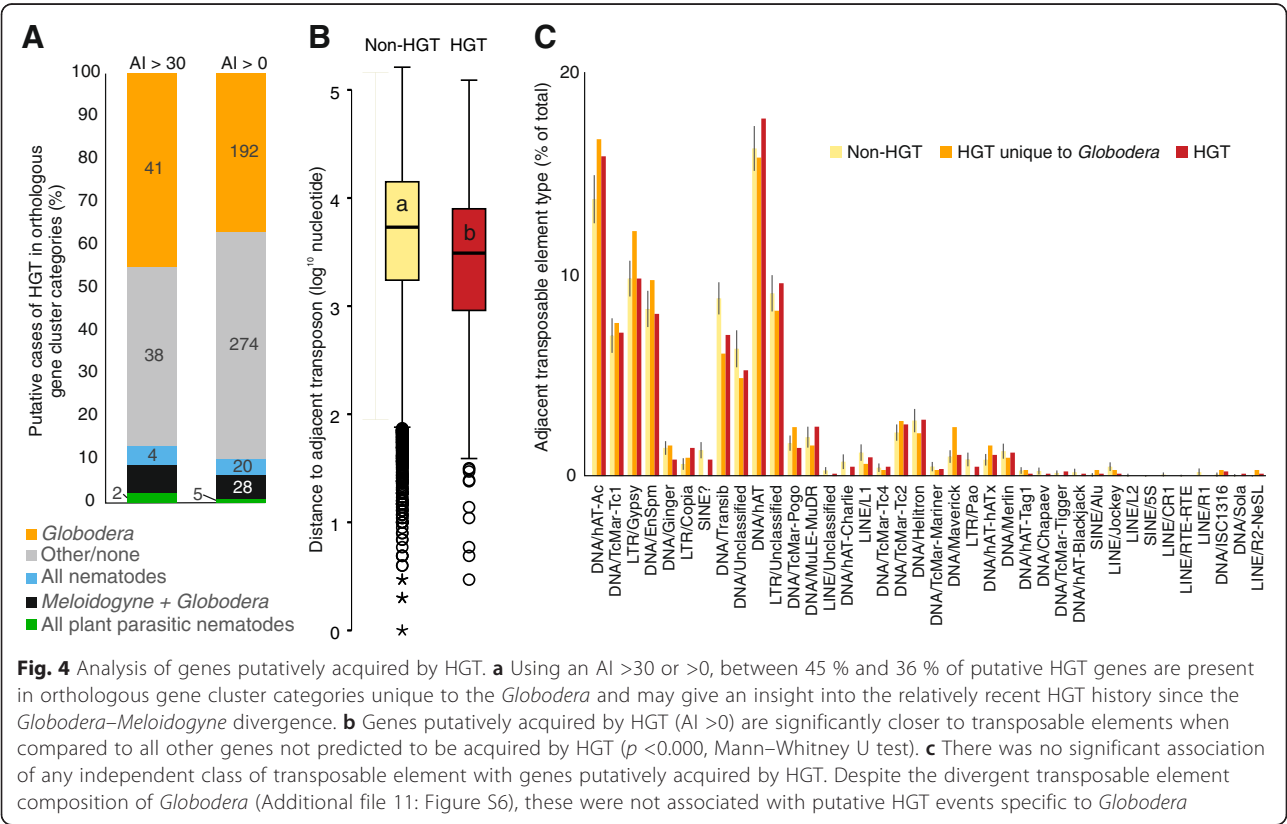 A
AI > 30 AI > 0
Putative cases of HGT in orthologous
gene cluster categories (%)
100
90
80
70
60
50
40
30
20
10
0
41
38
4
2
192
274
20
28
5
Globodera
Other/none
All nematodes
Meloidogyne + Globodera
All plant parasitic nematodes
B
Non-HGT HGT
Distance to adjacent transposon (log¹⁰ nucleotide)
5
4
3
2
1
0
a
b
C
Adjacent transposable element type (% of total)
20
10
0
Non-HGT HGT unique to Globodera HGT
DNA/hAT-Ac
DNA/TcMar-Tc1
LTR/Gypsy
DNA/EnSpm
DNA/Ginger
LTR/Copia
SINE?
DNA/Transib
DNA/Unclassified
DNA/hAT
LTR/Unclassified
DNA/TcMar-Pogo
DNA/MuLE-MuDR
LINE/Unclassified
DNA/hAT-Charlie
LINE/L1
DNA/TcMar-Tc4
DNA/TcMar-Tc2
DNA/Helitron
DNA/TcMar-Mariner
DNA/Maverick
LTR/Pao
DNA/hAT-hATx
DNA/Merlin
DNA/hAT-Tag1
DNA/Chapaev
DNA/TcMar-Tigger
DNA/hAT-Blackjack
SINE/Alu
LINE/Jockey
LINE/L2
SINE/5S
LINE/CR1
LINE/RTE-RTE
LINE/R1
DNA/ISC1316
DNA/Sola
LINE/R2-NeSL
Fig. 4 Analysis of genes putatively acquired by HGT. a Using an AI >30 or >0, between 45 % and 36 % of putative HGT genes are present
in orthologous gene cluster categories unique to the Globodera and may give an insight into the relatively recent HGT history since the
Globodera–Meloidogyne divergence. b Genes putatively acquired by HGT (AI >0) are significantly closer to transposable elements when
compared to all other genes not predicted to be acquired by HGT (p <0.000, Mann–Whitney U test). c There was no significant association
of any independent class of transposable element with genes putatively acquired by HGT. Despite the divergent transposable element
composition of Globodera (Additional file 11: Figure S6), these were not associated with putative HGT events specific to Globodera